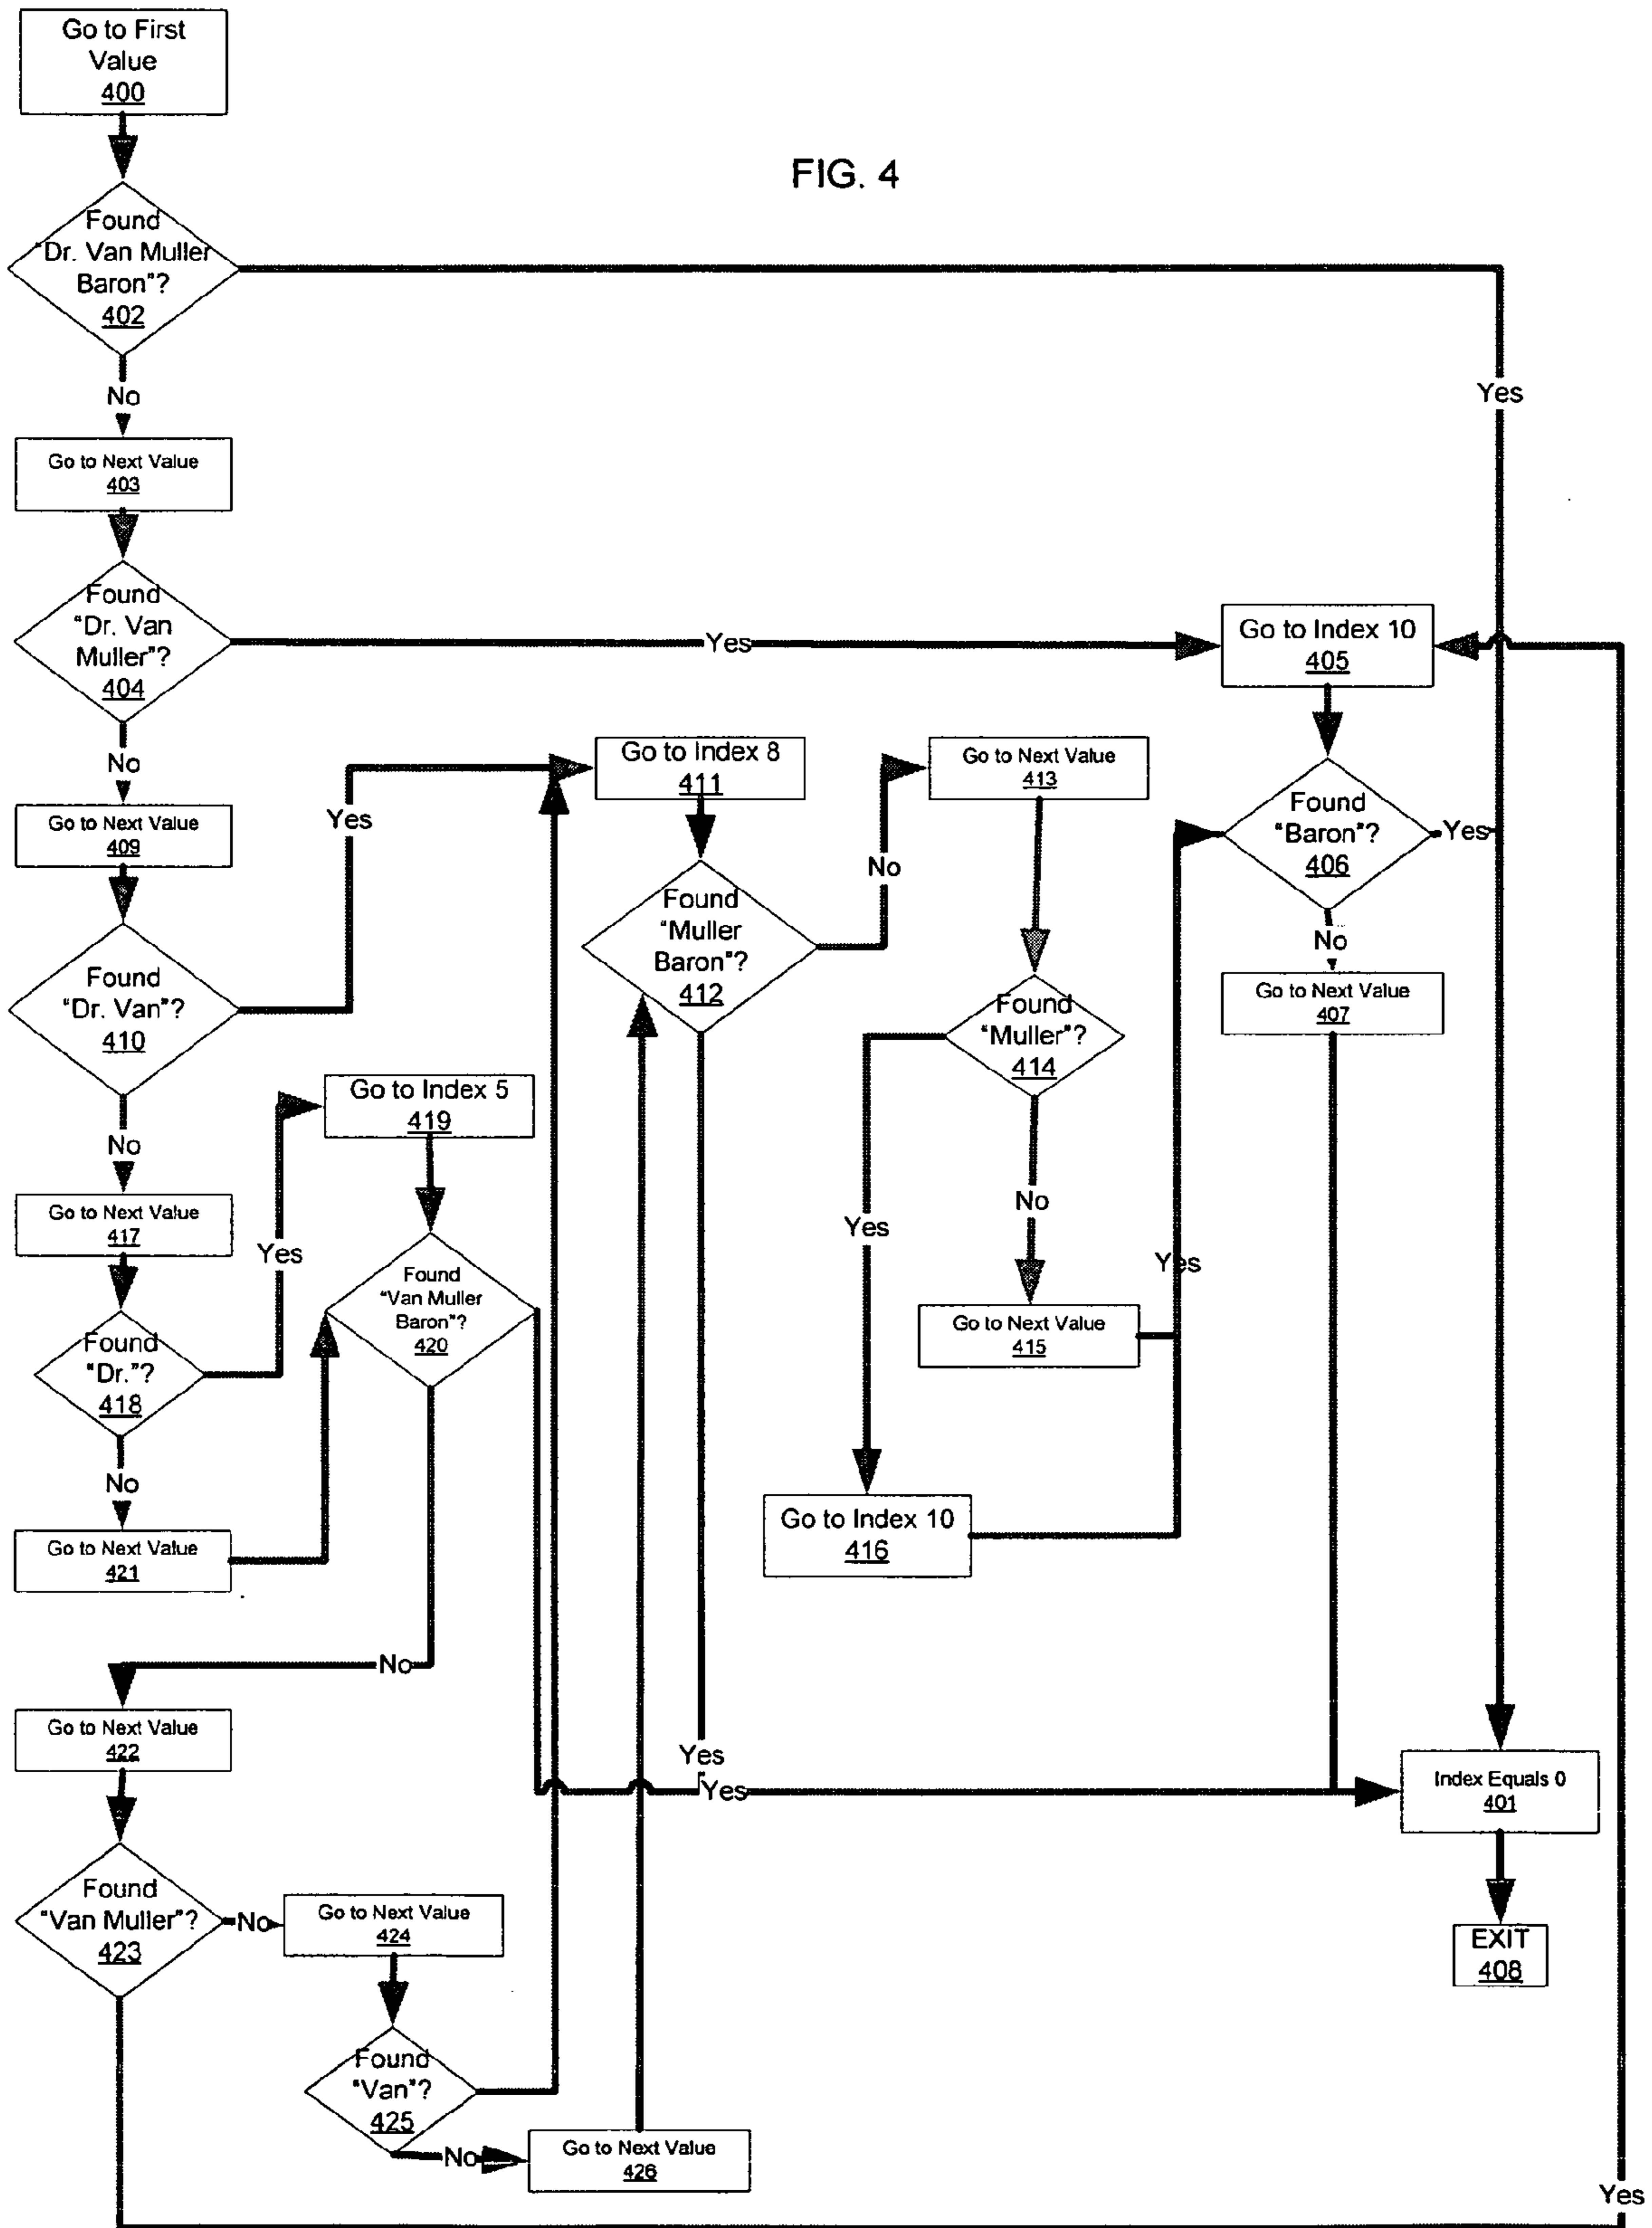 Go to First
Value
400
FIG. 4
Found
"Dr. Van Muller
Baron"?
402
Yes
No
Go to Next Value
403
Found
"Dr. Van
Muller"?
404
Yes
Go to Index 10
405
No
Go to Next Value
409
Yes
Go to Index 8
411
Go to Next Value
413
Found
"Baron"?
406
Yes
No
Found
"Muller
Baron"?
412
No
Go to Next Value
407
Found
"Dr. Van"?
410
Found
"Muller"?
414
Go to Index 5
419
No
Go to Next Value
417
Yes
No
Yes
Yes
Found
"Van Muller
Baron"?
420
Go to Next Value
415
Found
"Dr."?
418
No
Go to Next Value
421
Go to Index 10
416
No
Go to Next Value
422
Yes
Yes
Index Equals 0
401
Found
"Van Muller"?
423
No
Go to Next Value
424
EXIT
408
Found
"Van"?
425
No
Go to Next Value
426
Yes